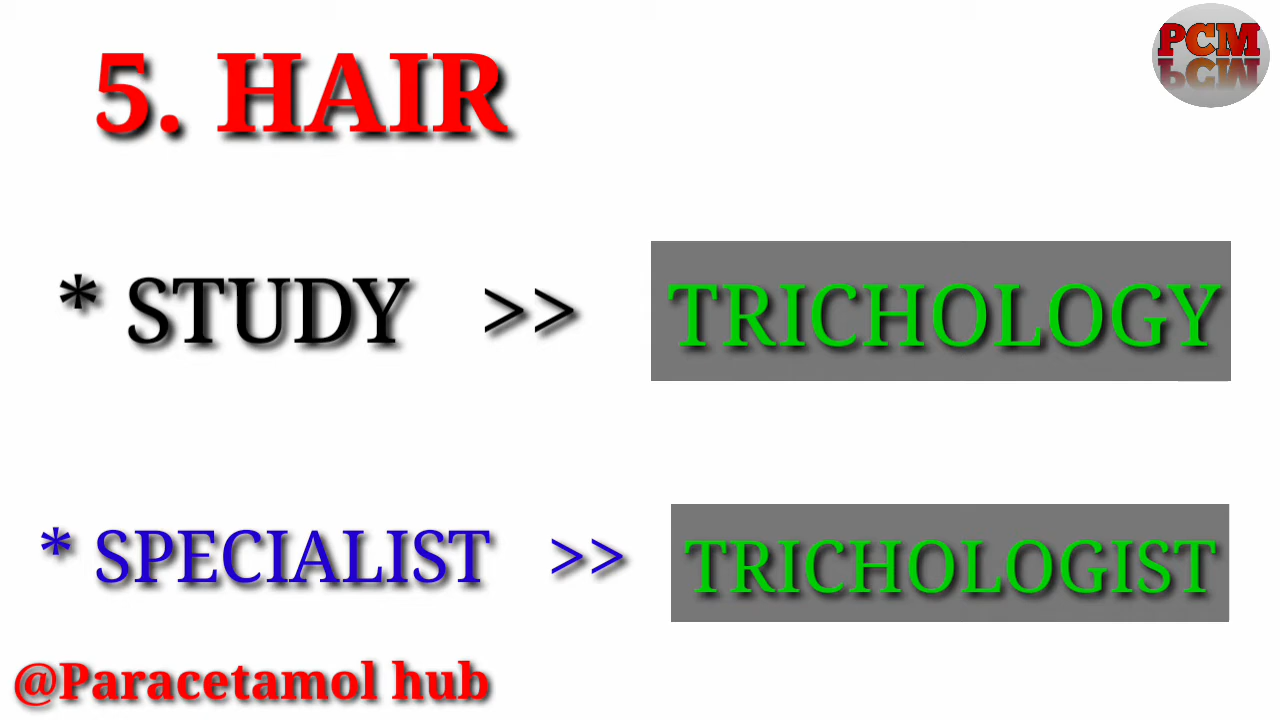 PCM
5. HAIR
* STUDY >> TRICHOLOGY
* SPECIALIST >> TRICHOLOGIST
@Paracetamol hub